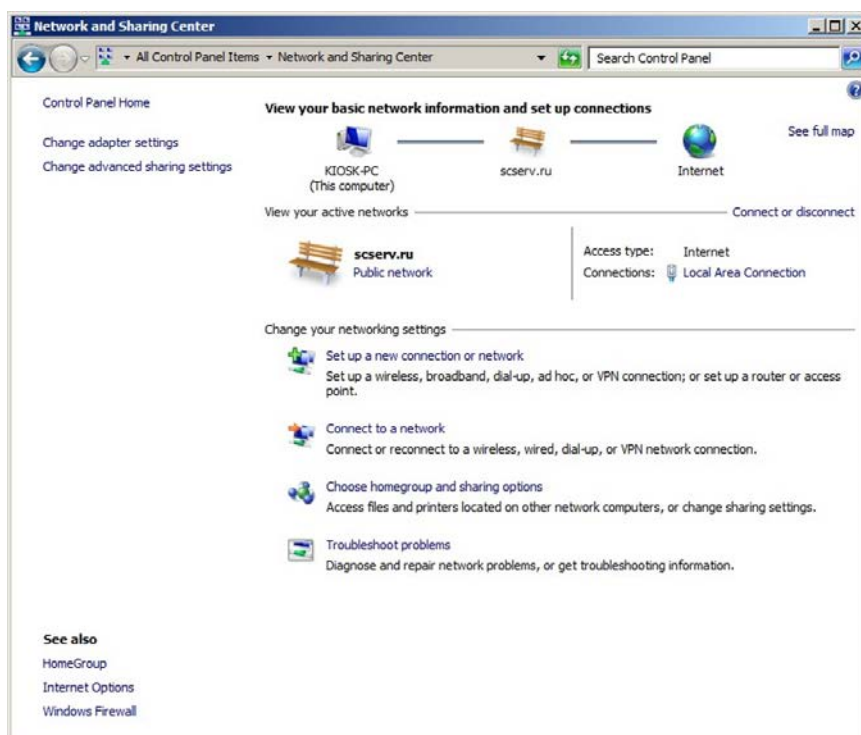 Network and Sharing Center
All Control Panel Items Network and Sharing Center
Search Control Panel
Control Panel Home
Change adapter settings
Change advanced sharing settings
View your basic network information and set up connections
See full map
KIOSK-PC
(This computer)
scserv.ru
Internet
View your active networks
Connect or disconnect
scserv.ru
Public network
Access type: Internet
Connections: Local Area Connection
Change your networking settings
Set up a new connection or network
Set up a wireless, broadband, dial-up, ad hoc, or VPN connection; or set up a router or access
point.
Connect to a network
Connect or reconnect to a wireless, wired, dial-up, or VPN network connection.
Choose homegroup and sharing options
Access files and printers located on other network computers, or change sharing settings.
Troubleshoot problems
Diagnose and repair network problems, or get troubleshooting information.
See also
HomeGroup
Internet Options
Windows Firewall